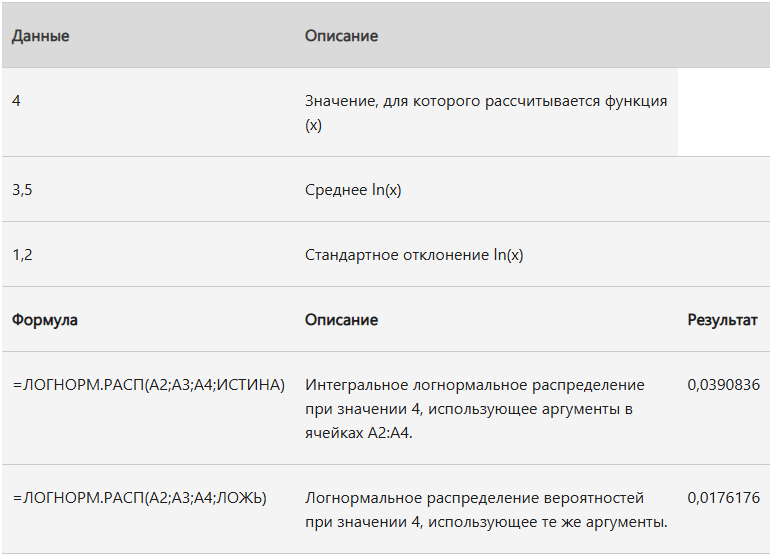 Данные Описание
4 Значение, для которого рассчитывается функция
(x)
3,5 Среднее ln(x)
1,2 Стандартное отклонение ln(x)
Формула Описание Результат
=ЛОГНОРМ.РАСП(A2;A3;A4;ИСТИНА) Интегральное логнормальное распределение 0,0390836
при значении 4, использующее аргументы в
ячейках A2:A4.
=ЛОГНОРМ.РАСП(A2;A3;A4;ЛОЖЬ) Логнормальное распределение вероятностей 0,0176176
при значении 4, использующее те же аргументы.